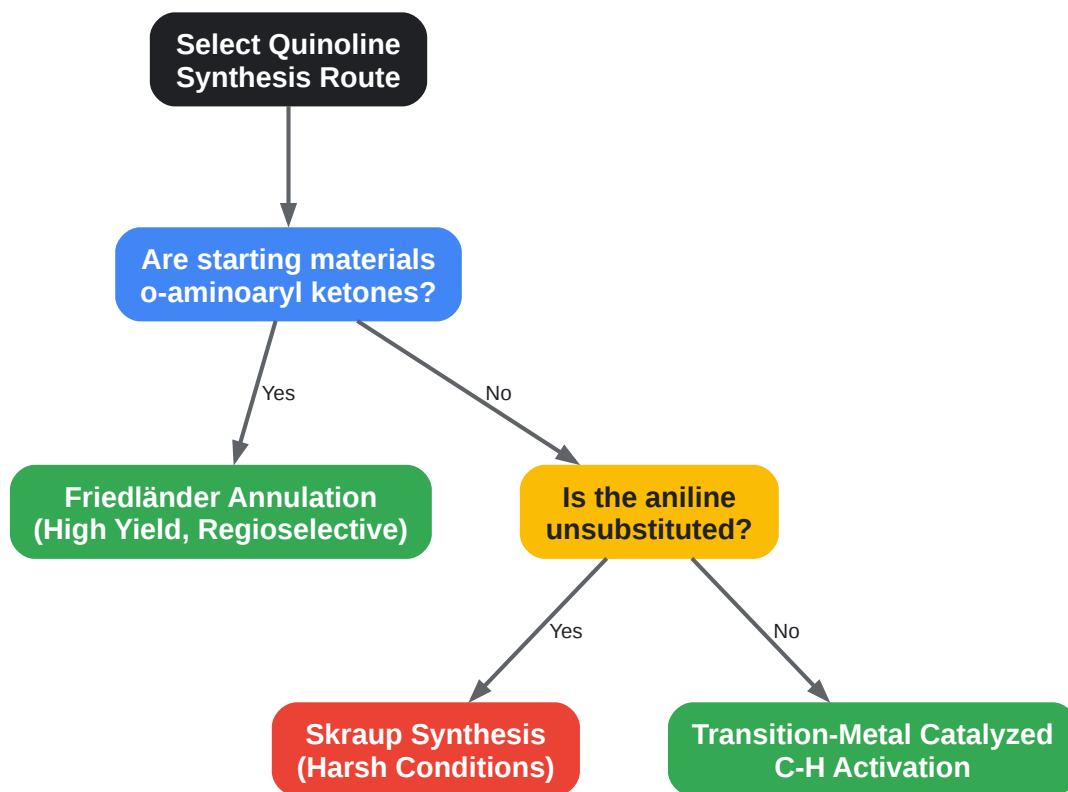 Select Quinoline
Synthesis Route
Are starting materials
o-aminoaryl ketones?
Yes
No
Friedländer Annulation
(High Yield, Regioselective)
Is the aniline
unsubstituted?
Yes
No
Skraup Synthesis
(Harsh Conditions)
Transition-Metal Catalyzed
C-H Activation